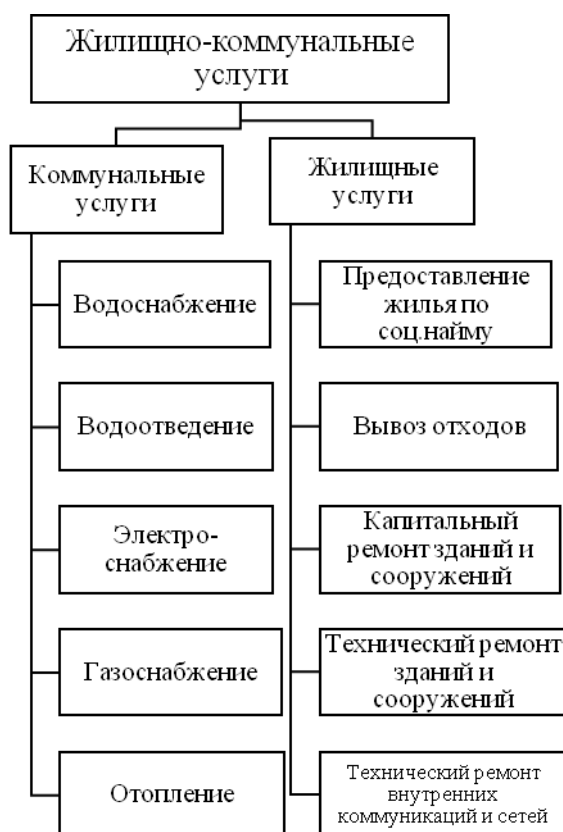 Жилищно-коммунальные
услуги
Коммунальные
услуги
Водоснабжение
Водоотведение
Электро-
снабжение
Газоснабжение
Отопление
Жилищные
услуги
Предоставление
жилья по
соц.найму
Вывоз отходов
Капитальный
ремонт зданий и
сооружений
Технический ремонт
зданий и
сооружений
Технический ремонт
внутренних
коммуникаций и сетей